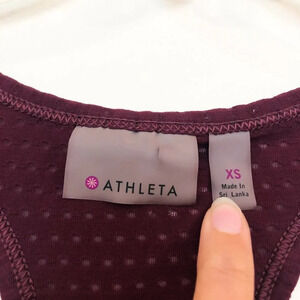 ATHLETA
XS
Made In
Sri Lanka